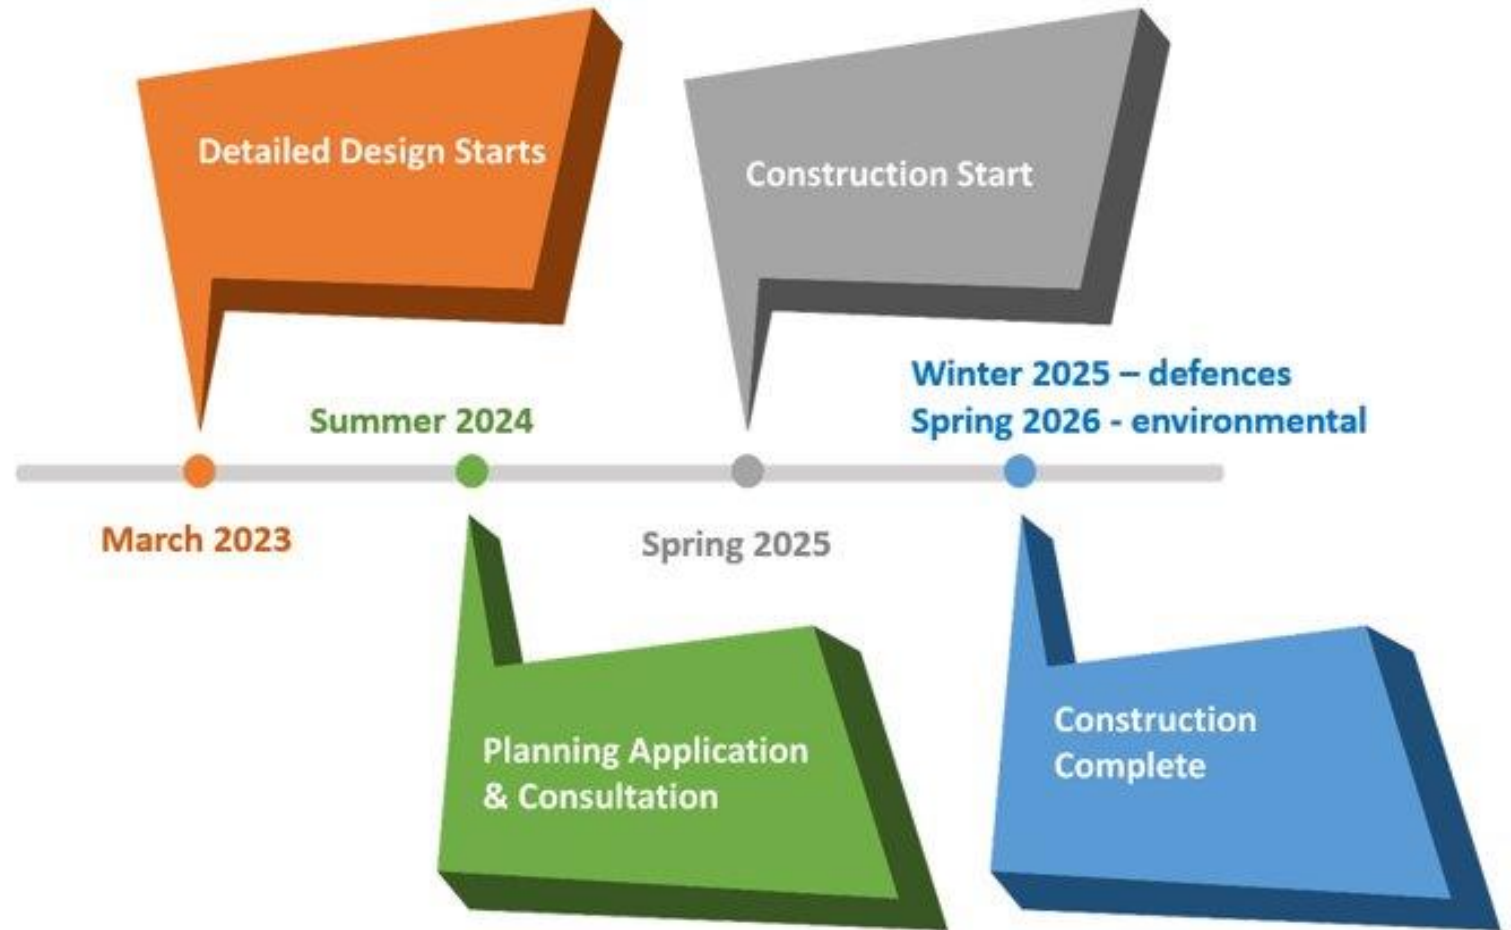 Detailed Design Starts
Construction Start
Winter 2025 – defences
Spring 2026 - environmental
Summer 2024
March 2023
Spring 2025
Planning Application
& Consultation
Construction
Complete